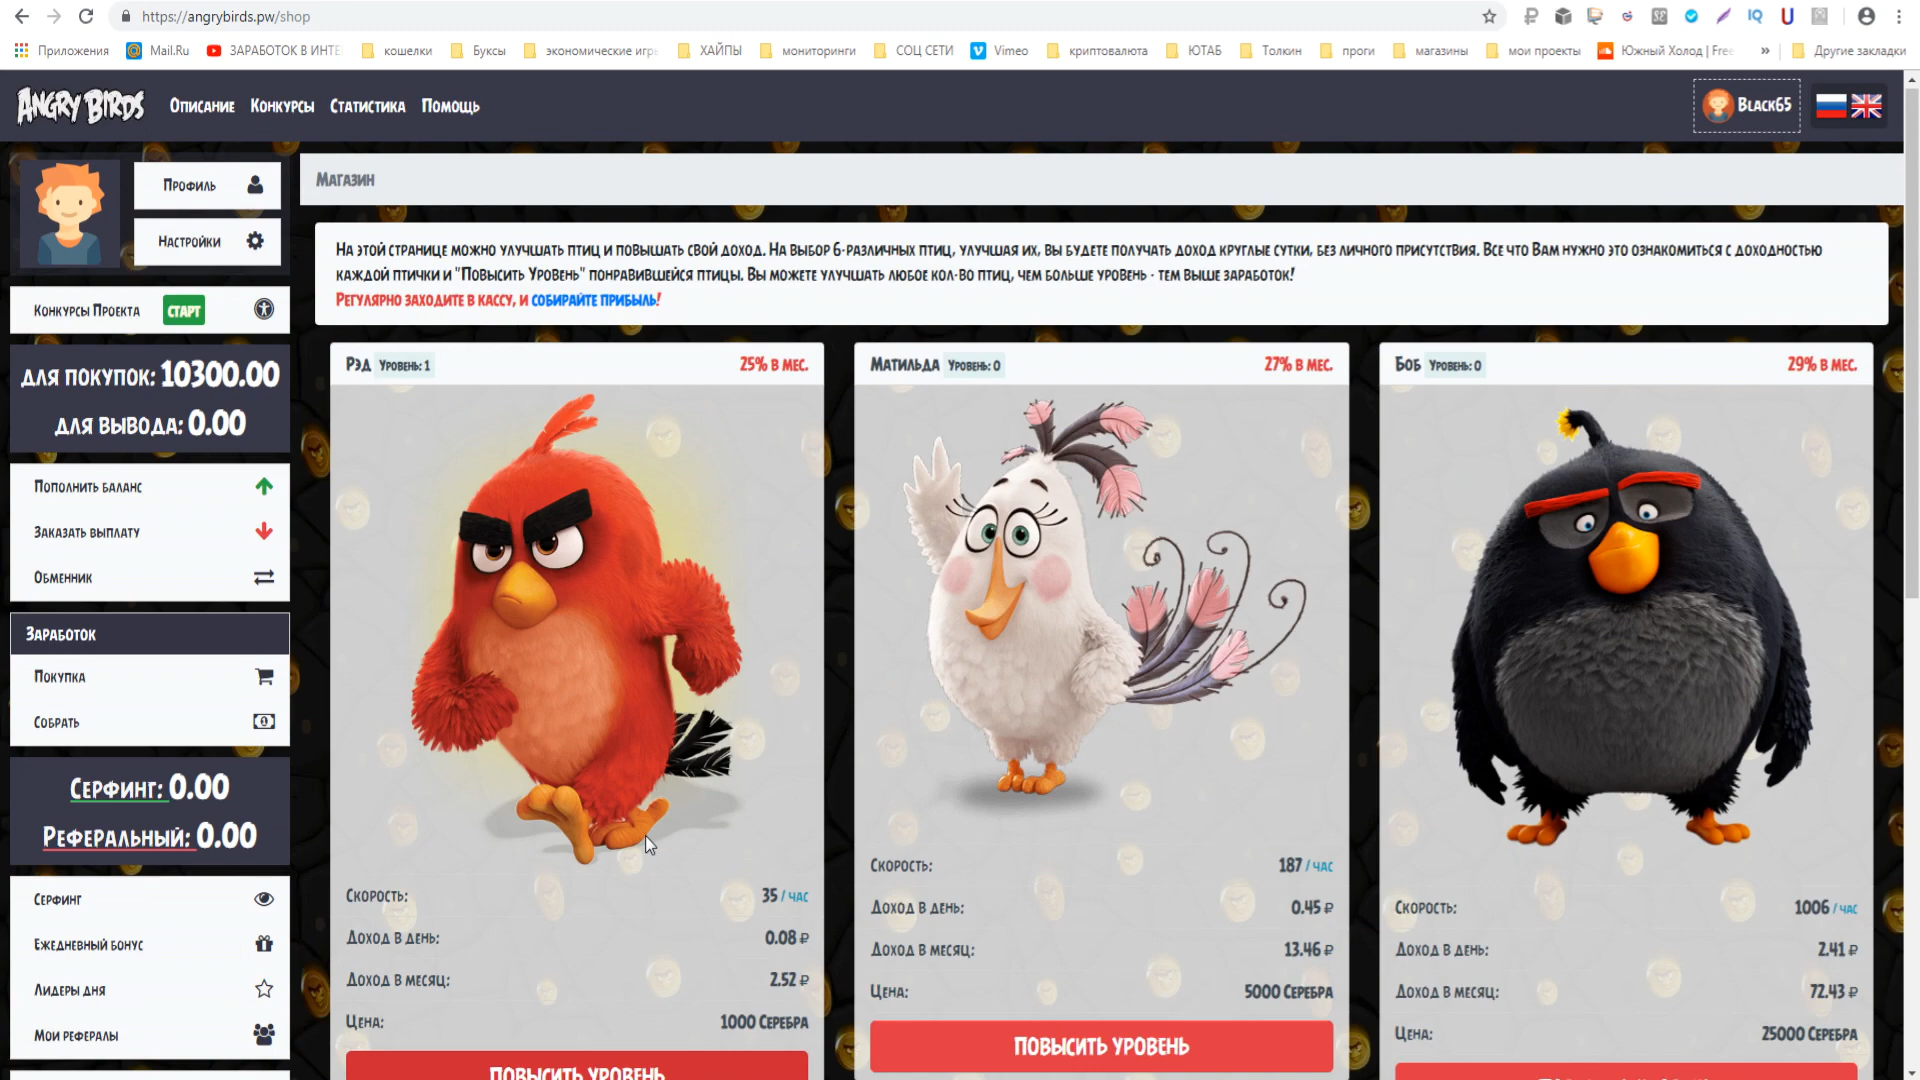 https://angrybirds.pw/shop
Приложения
Mail.Ru
ЗАРАБОТОК В ИНТЕ
кошелки
Буксы
экономические игры
ХАЙПЫ
мониторинги
СОЦ СЕТИ
Vimeo
криптовалюта
ЮТАБ
Толкин
проги
магазины
мои проекты
Южный Холод | Free
»
Другие закладки
ANGRY BIRDS
Описание
Конкурсы
Статистика
Помощь
Black65
Профиль
Настройки
Магазин
На этой странице можно улучшать птиц и повышать свой доход. На выбор 6-различных птиц, улучшая их, вы будете получать доход круглые сутки, без личного присутствия. Все что Вам нужно это ознакомиться с доходностью
каждой птички и "Повысить Уровень" понравившейся птицы. Вы можете улучшать любое кол-во птиц, чем больше уровень - тем выше заработок!
Регулярно заходите в кассу, и собирайте прибыль!
Конкурсы Проекта СТАРТ
для покупок: 10300.00
для вывода: 0.00
Пополнить баланс
Заказать выплату
Обменник
Заработок
Покупка
Собрать
Серфинг: 0.00
Реферальный: 0.00
Серфинг
Ежедневный бонус
Лидеры дня
Мои рефералы
Рэд Уровень: 1 25% в мес.
Скорость: 35 / час
Доход в день: 0.08 ₽
Доход в месяц: 2.52 ₽
Цена: 1000 Серебра
ПОВЫСИТЬ УРОВЕНЬ
Матильда Уровень: 0 27% в мес.
Скорость: 187 / час
Доход в день: 0.45 ₽
Доход в месяц: 13.46 ₽
Цена: 5000 Серебра
ПОВЫСИТЬ УРОВЕНЬ
Боб Уровень: 0 29% в мес.
Скорость: 1006 / час
Доход в день: 2.41 ₽
Доход в месяц: 72.43 ₽
Цена: 25000 Серебра